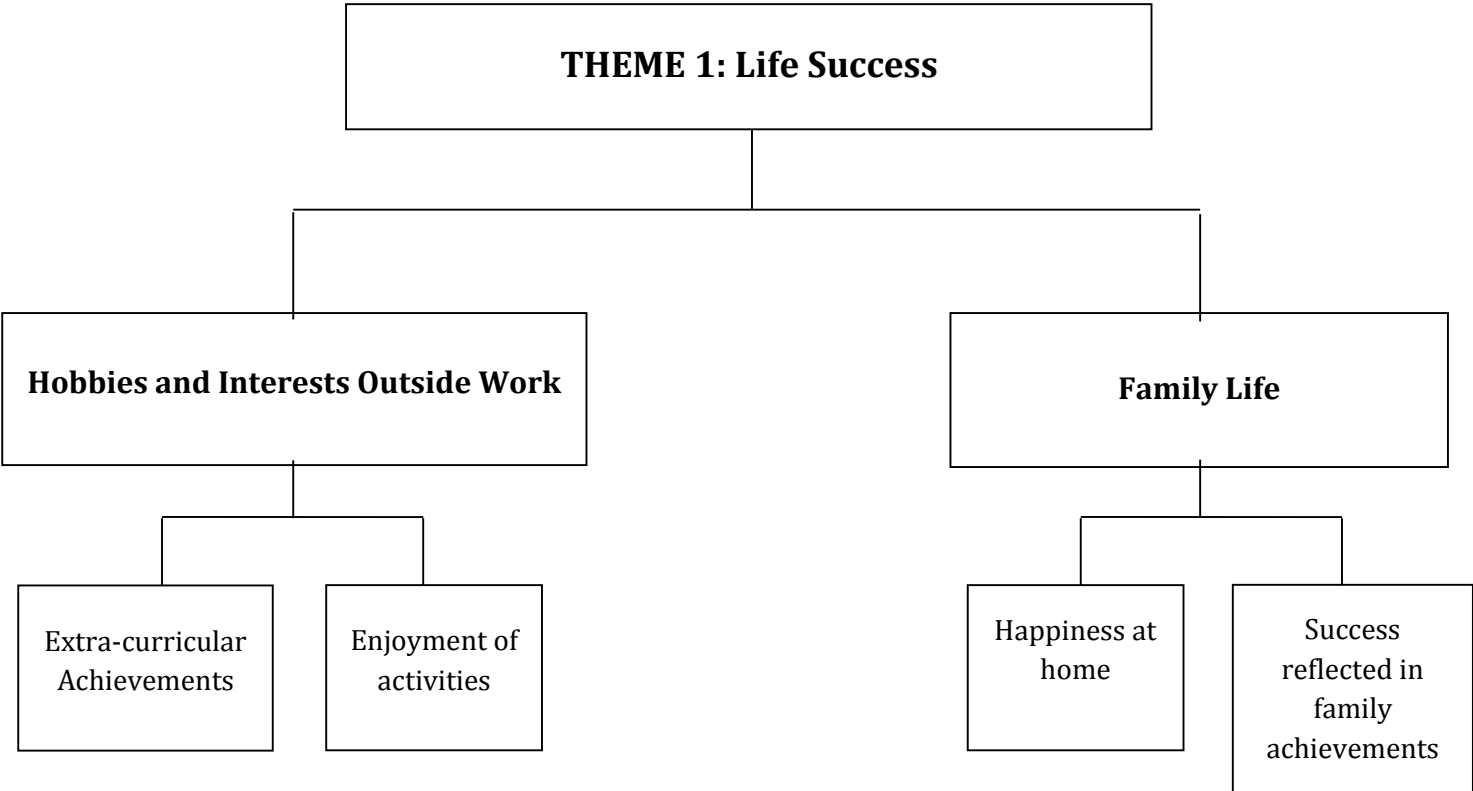 THEME 1: Life Success
Hobbies and Interests Outside Work
Family Life
Extra-curricular
Achievements
Enjoyment of
activities
Happiness at
home
Success
reflected in
family
achievements